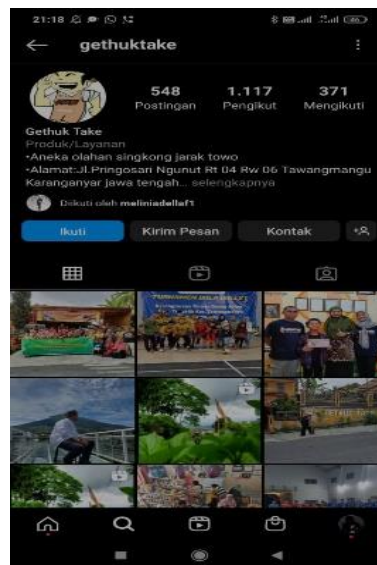 21:18
gethuktake
548 1.117 371
Postingan Pengikut Mengikuti
Gethuk Take
Produk/Layanan
•Aneka olahan singkong jarak towo
•Alamat:Jl.Pringosari Ngunut Rt 04 Rw 06 Tawangmangu
Karanganyar jawa tengah... selengkapnya
Diikuti oleh meliniadellaf1
Ikuti Kirim Pesan Kontak